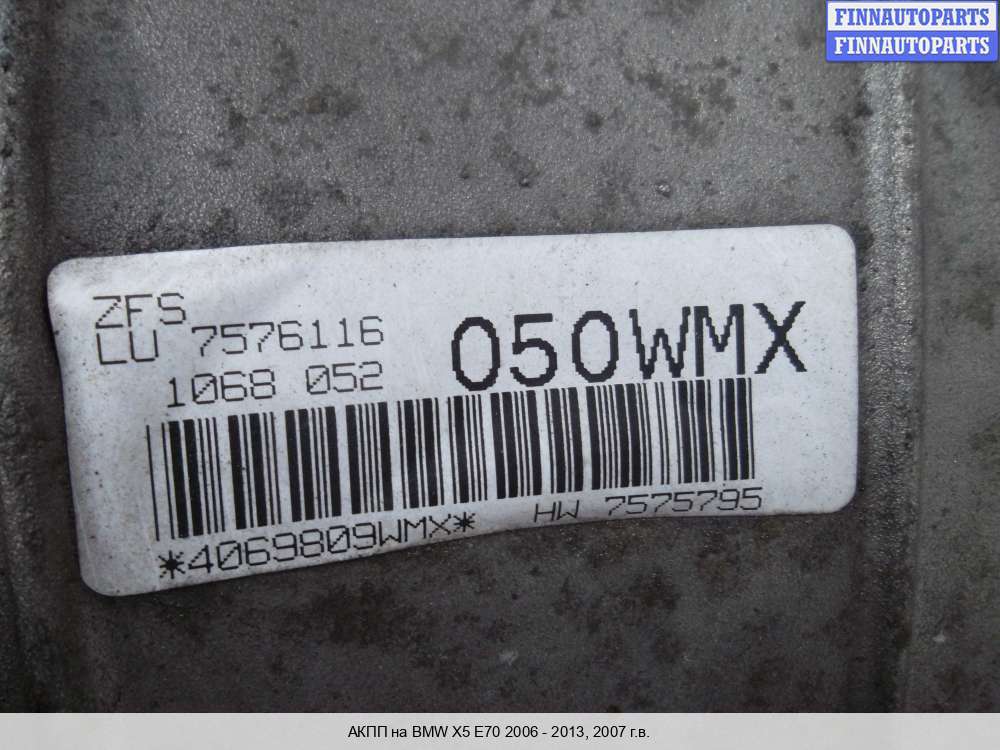 FINNAUTOPARTS
FINNAUTOPARTS
ZFS
LU 7576116
1068 052
050WMX
HW 7575795
*4069809WMX*
АКПП на BMW X5 E70 2006 - 2013, 2007 г.в.